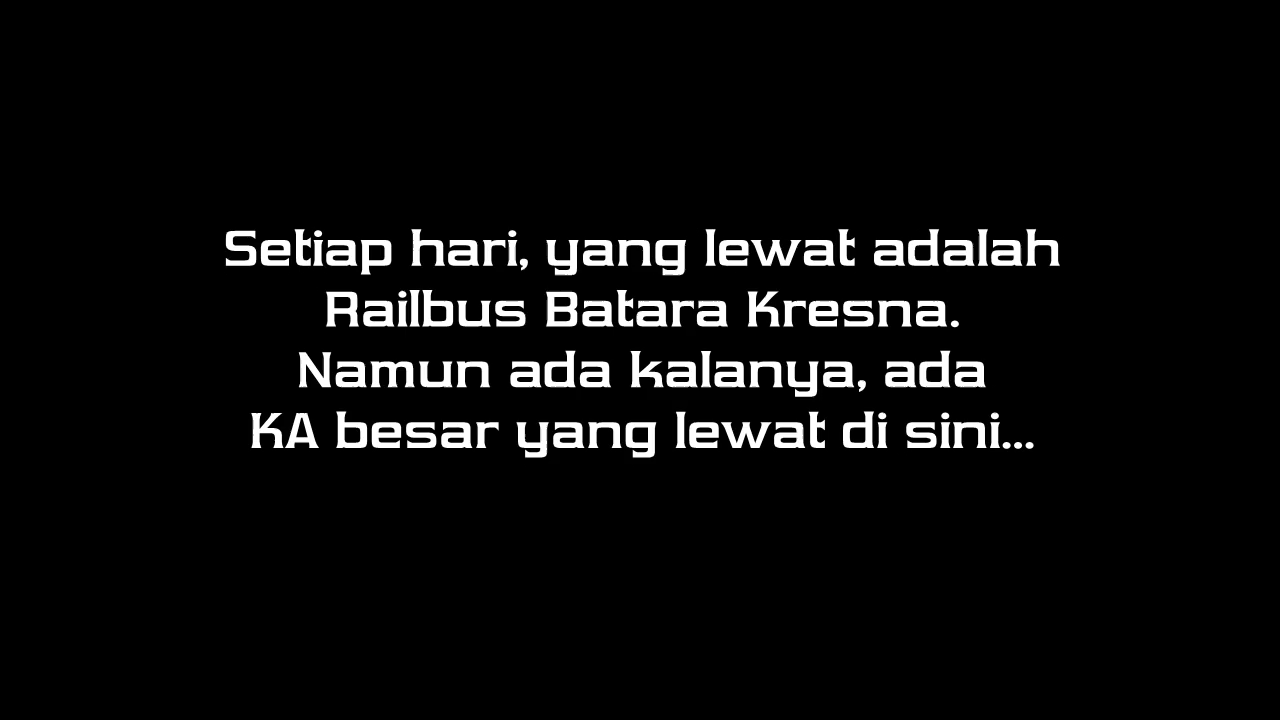 Setiap hari, yang lewat adalah
Railbus Batara Kresna.
Namun ada kalanya, ada
KA besar yang lewat di sini...